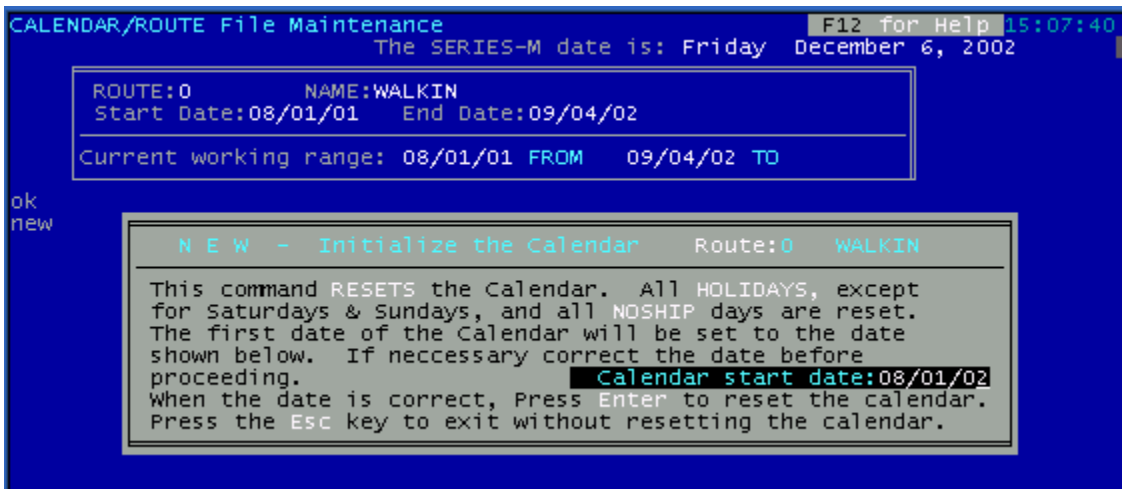 CALENDAR/ROUTE File Maintenance F12 for Help 15:07:40
The SERIES-M date is: Friday December 6, 2002
ROUTE:0 NAME:WALKIN
Start Date:08/01/01 End Date:09/04/02
Current working range: 08/01/01 FROM 09/04/02 TO
ok
new
N E W - Initialize the Calendar Route:0 WALKIN
This command RESETS the Calendar. All HOLIDAYS, except
for Saturdays & Sundays, and all NOSHIP days are reset.
The first date of the Calendar will be set to the date
shown below. If neccessary correct the date before
proceeding. Calendar start date:08/01/02
When the date is correct, Press Enter to reset the calendar.
Press the Esc key to exit without resetting the calendar.